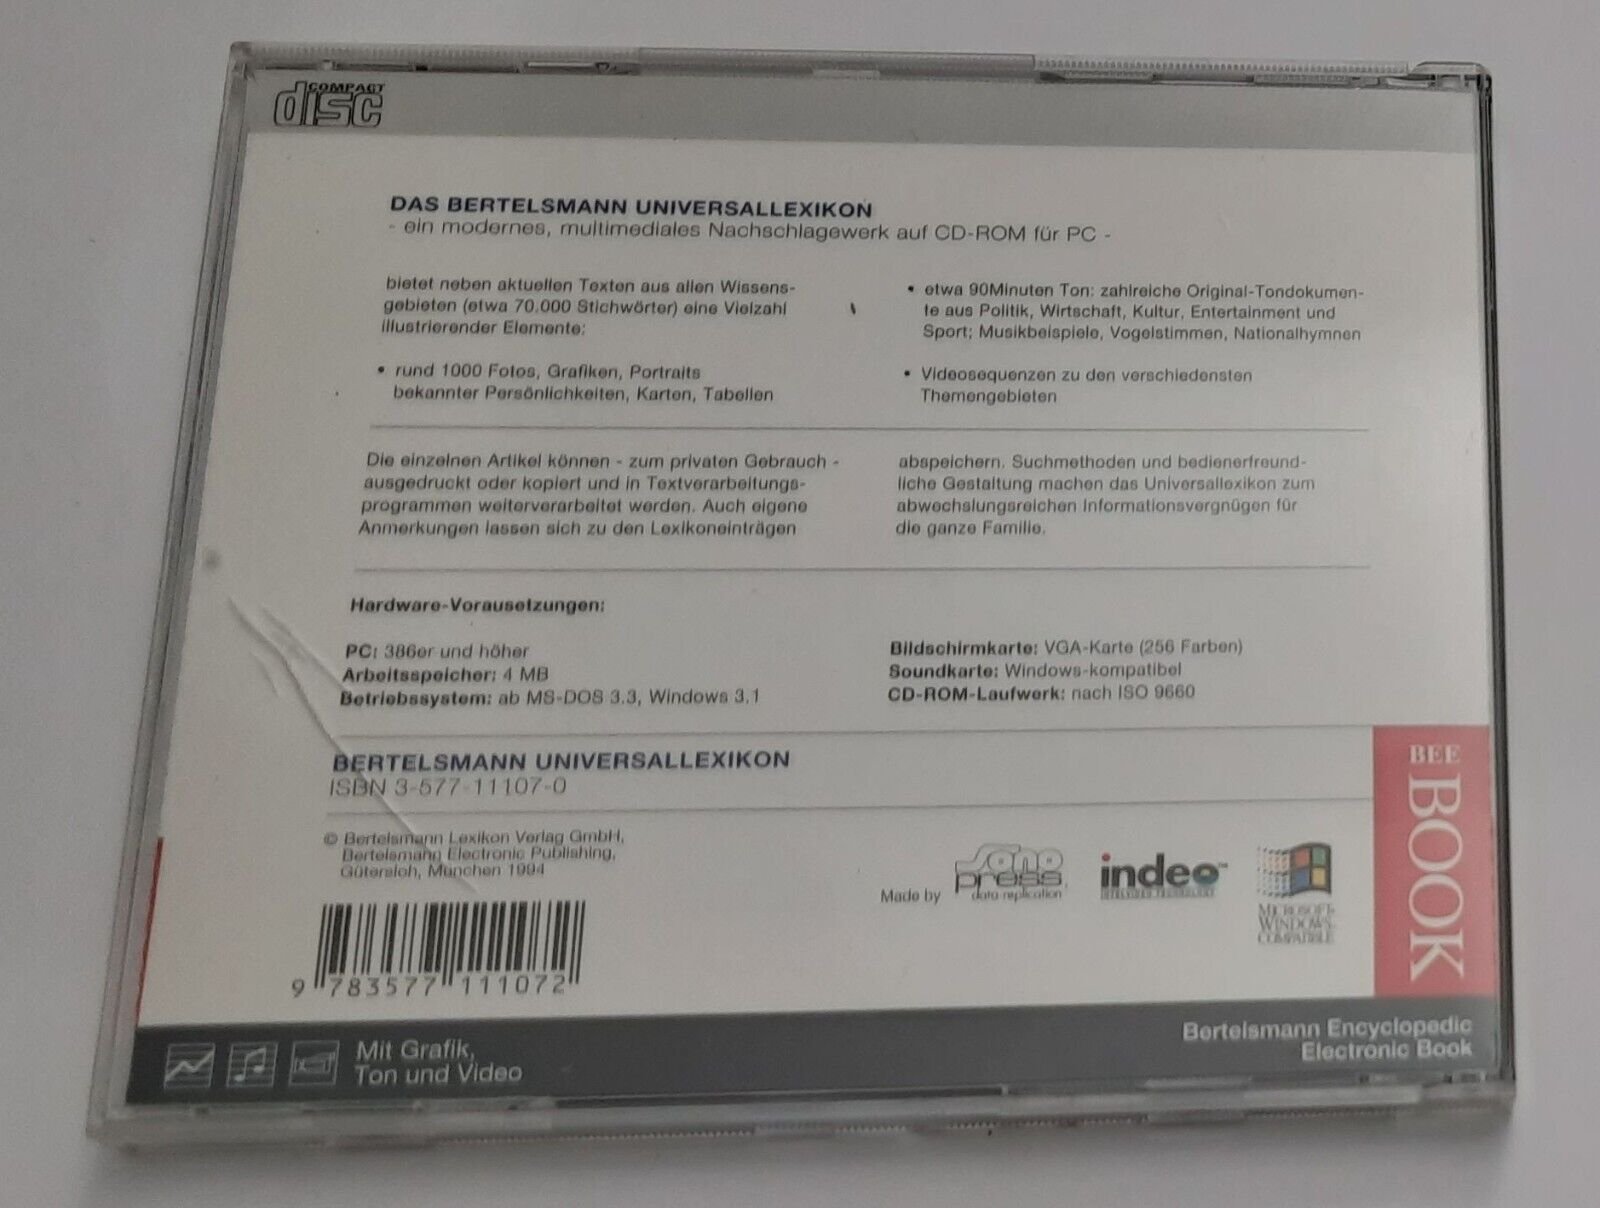 COMPACT
disc
DAS BERTELSMANN UNIVERSALLEXIKON
- ein modernes, multimediales Nachschlagewerk auf CD-ROM für PC -
bietet neben aktuellen Texten aus allen Wissens-
gebieten (etwa 70.000 Stichwörter) eine Vielzahl
illustrierender Elemente:
• rund 1000 Fotos, Grafiken, Portraits
bekannter Persönlichkeiten, Karten, Tabellen
• etwa 90Minuten Ton: zahlreiche Original-Tondokumen-
te aus Politik, Wirtschaft, Kultur, Entertainment und
Sport; Musikbeispiele, Vogelstimmen, Nationalhymnen
• Videosequenzen zu den verschiedensten
Themengebieten
Die einzelnen Artikel können - zum privaten Gebrauch -
ausgedruckt oder kopiert und in Textverarbeitungs-
programmen weiterverarbeitet werden. Auch eigene
Anmerkungen lassen sich zu den Lexikoneinträgen
abspeichern. Suchmethoden und bedienerfreund-
liche Gestaltung machen das Universallexikon zum
abwechslungsreichen Informationsvergnügen für
die ganze Familie.
Hardware-Vorausetzungen:
PC: 386er und höher
Arbeitsspeicher: 4 MB
Betriebssystem: ab MS-DOS 3.3, Windows 3.1
Bildschirmkarte: VGA-Karte (256 Farben)
Soundkarte: Windows-kompatibel
CD-ROM-Laufwerk: nach ISO 9660
BERTELSMANN UNIVERSALLEXIKON
ISBN 3-577-11107-0
© Bertelsmann Lexikon Verlag GmbH,
Bertelsmann Electronic Publishing,
Gütersloh, München 1994
9 783577 111072
Made by
sono
press
data replication
indeo™
INTEL VIDEO TECHNOLOGY
MICROSOFT
WINDOWS
COMPATIBLE
BEE
BOOK
Mit Grafik,
Ton und Video
Bertelsmann Encyclopedic
Electronic Book